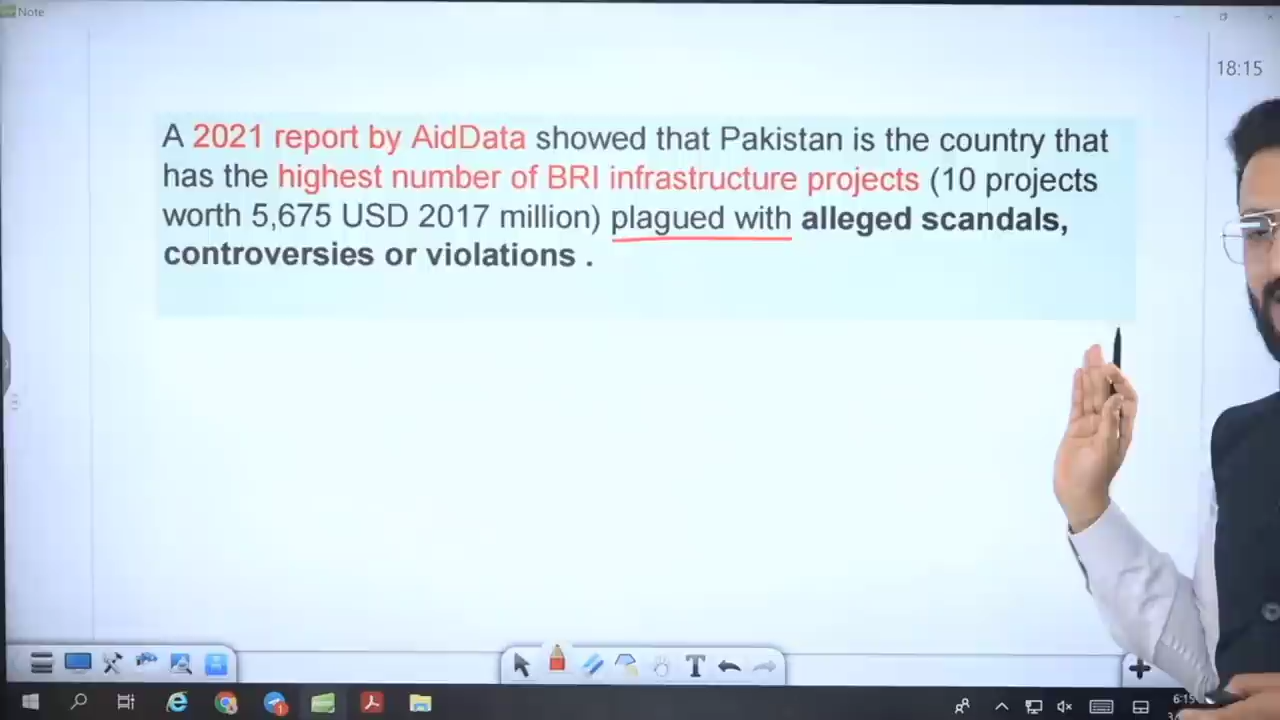 Note
18:15
A 2021 report by AidData showed that Pakistan is the country that
has the highest number of BRI infrastructure projects (10 projects
worth 5,675 USD 2017 million) plagued with alleged scandals,
controversies or violations .
T
1